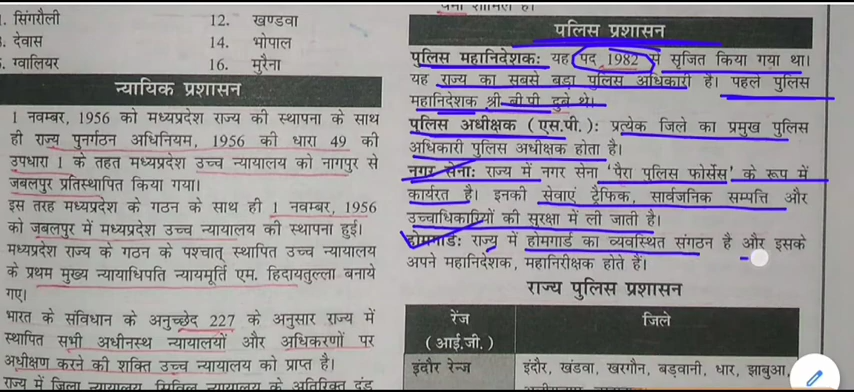 1. सिंगरौली 12. खण्डवा
3. देवास 14. भोपाल
5. ग्वालियर 16. मुरैना
न्यायिक प्रशासन
1 नवम्बर, 1956 को मध्यप्रदेश राज्य की स्थापना के साथ
ही राज्य पुनर्गठन अधिनियम, 1956 की धारा 49 की
उपधारा 1 के तहत मध्यप्रदेश उच्च न्यायालय को नागपुर से
जबलपुर प्रतिस्थापित किया गया।
इस तरह मध्यप्रदेश के गठन के साथ ही 1 नवम्बर, 1956
को जबलपुर में मध्यप्रदेश उच्च न्यायालय की स्थापना हुई।
मध्यप्रदेश राज्य के गठन के पश्चात् स्थापित उच्च न्यायालय
के प्रथम मुख्य न्यायाधिपति न्यायमूर्ति एम. हिदायतुल्ला बनाये
गए।
भारत के संविधान के अनुच्छेद 227 के अनुसार राज्य में
स्थापित सभी अधीनस्थ न्यायालयों और अधिकरणों पर
अधीक्षण करने की शक्ति उच्च न्यायालय को प्राप्त है।
राज्य में जिला न्यायालय, सिविल न्यायालय के अतिरिक्त दंड
पुलिस प्रशासन
पुलिस महानिदेशक: यह पद 1982 में सृजित किया गया था।
यह राज्य का सबसे बड़ा पुलिस अधिकारी है। पहले पुलिस
महानिदेशक श्री बी.पी. दुबे थे।
पुलिस अधीक्षक (एस.पी.): प्रत्येक जिले का प्रमुख पुलिस
अधिकारी पुलिस अधीक्षक होता है।
नगर सेना: राज्य में नगर सेना 'पैरा पुलिस फोर्सेस' के रूप में
कार्यरत है। इनकी सेवाएं ट्रैफिक, सार्वजनिक सम्पत्ति और
उच्चाधिकारियों की सुरक्षा में ली जाती है।
होमगार्ड: राज्य में होमगार्ड का व्यवस्थित संगठन है और इसके
अपने महानिदेशक, महानिरीक्षक होते हैं।
राज्य पुलिस प्रशासन
रेंज जिले
(आई.जी.)
इंदौर रेन्ज इंदौर, खंडवा, खरगौन, बड़वानी, धार, झाबुआ,